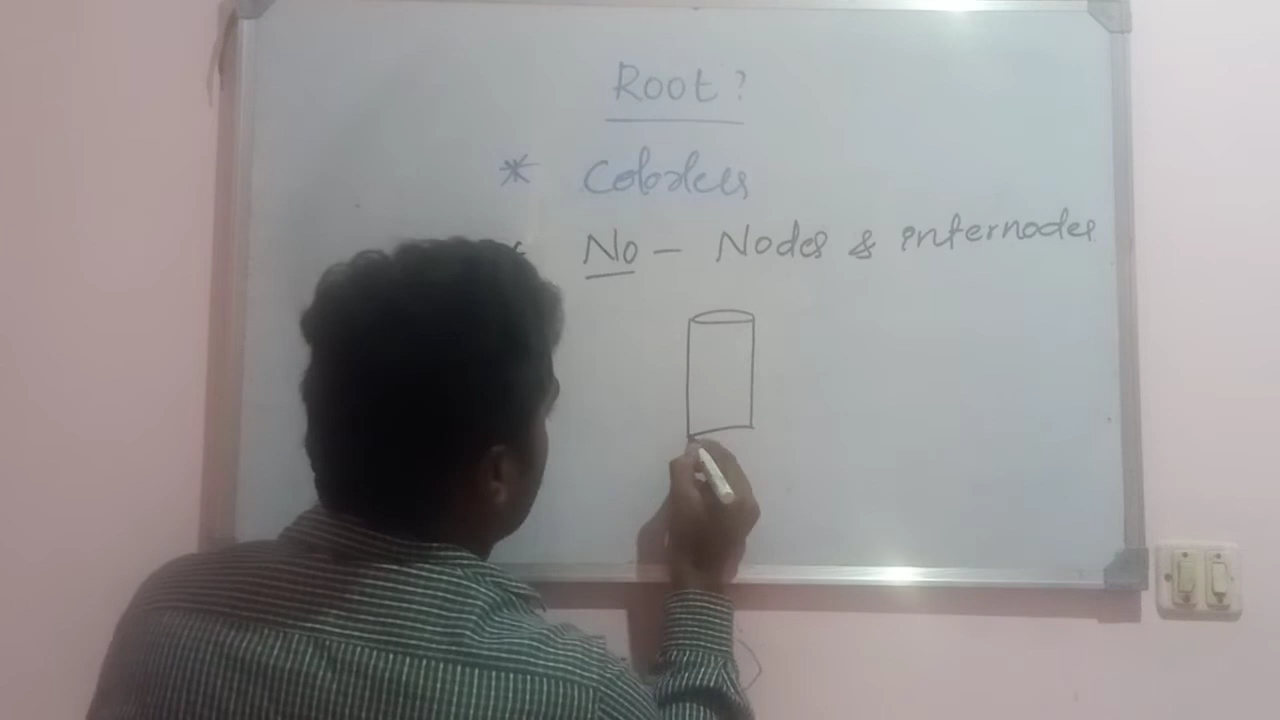 Root?
* Colorless
No - Nodes & internodes